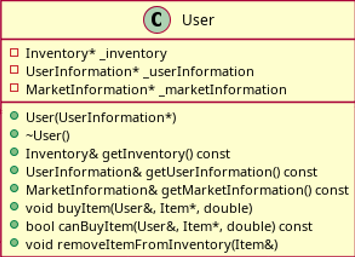 C User
Inventory* _inventory
UserInformation* _userInformation
MarketInformation* _marketInformation
User(UserInformation*)
~User()
Inventory& getInventory() const
UserInformation& getUserInformation() const
MarketInformation& getMarketInformation() const
void buyItem(User&, Item*, double)
bool canBuyItem(User&, Item*, double) const
void removeItemFromInventory(Item&)